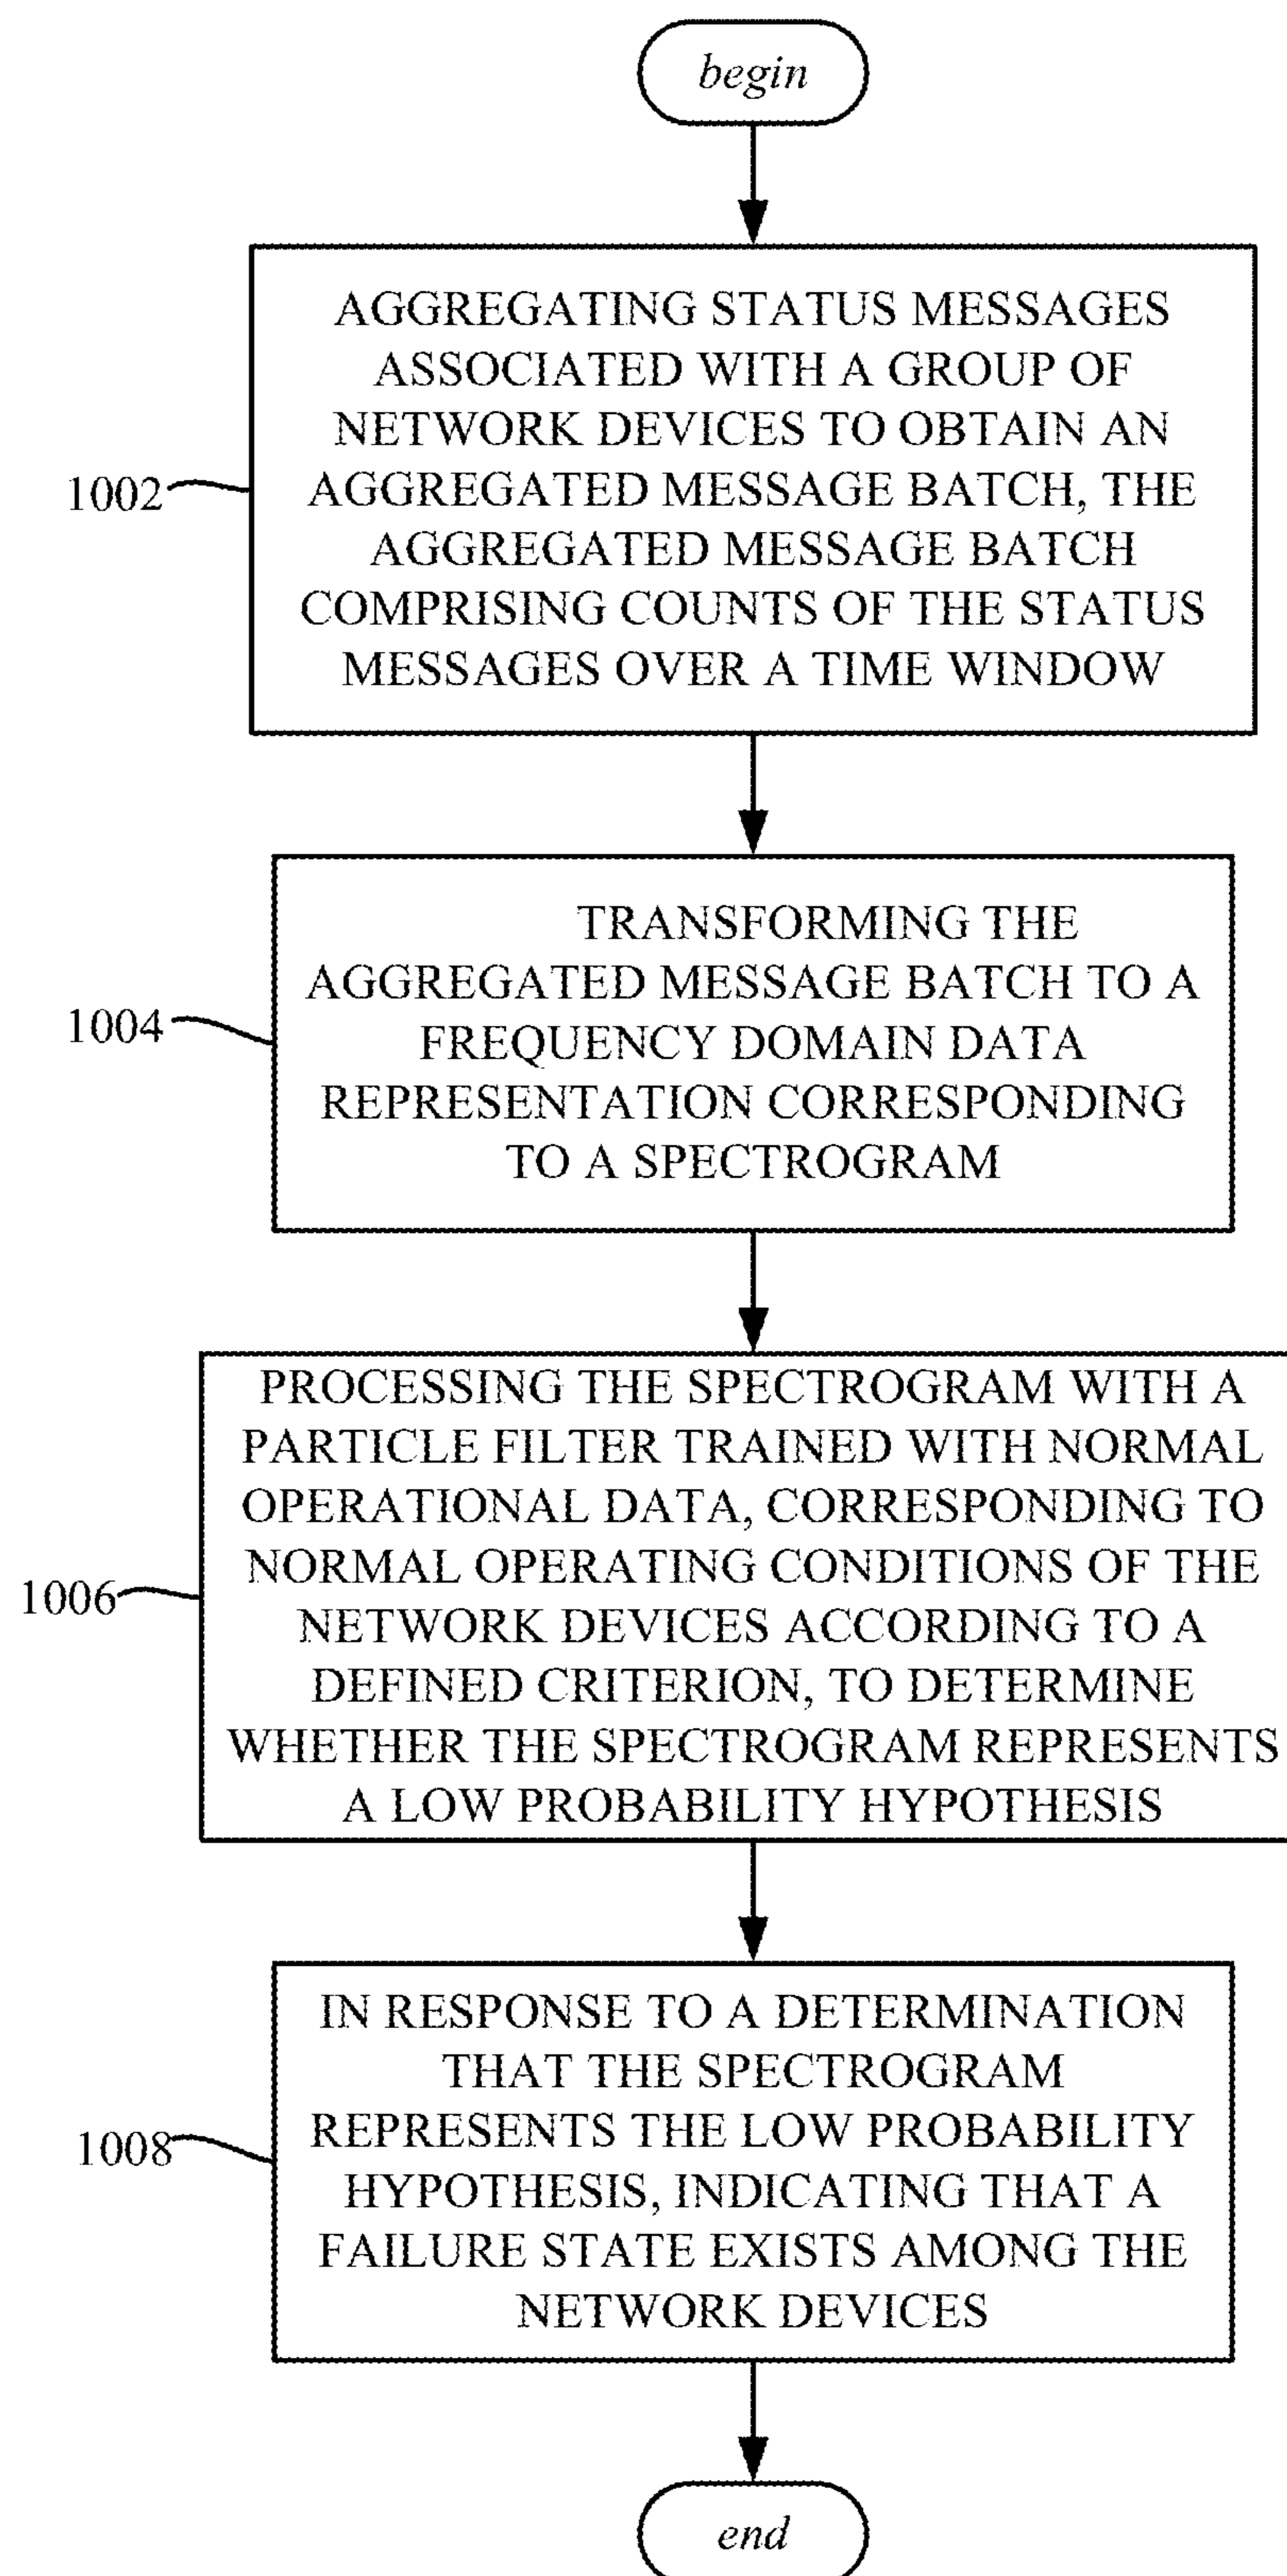 begin
AGGREGATING STATUS MESSAGES
ASSOCIATED WITH A GROUP OF
NETWORK DEVICES TO OBTAIN AN
1002
AGGREGATED MESSAGE BATCH, THE
AGGREGATED MESSAGE BATCH
COMPRISING COUNTS OF THE STATUS
MESSAGES OVER A TIME WINDOW
TRANSFORMING THE
AGGREGATED MESSAGE BATCH TO A
1004
FREQUENCY DOMAIN DATA
REPRESENTATION CORRESPONDING
TO A SPECTROGRAM
PROCESSING THE SPECTROGRAM WITH A
PARTICLE FILTER TRAINED WITH NORMAL
OPERATIONAL DATA, CORRESPONDING TO
NORMAL OPERATING CONDITIONS OF THE
1006
NETWORK DEVICES ACCORDING TO A
DEFINED CRITERION, TO DETERMINE
WHETHER THE SPECTROGRAM REPRESENTS
A LOW PROBABILITY HYPOTHESIS
IN RESPONSE TO A DETERMINATION
THAT THE SPECTROGRAM
REPRESENTS THE LOW PROBABILITY
1008
HYPOTHESIS, INDICATING THAT A
FAILURE STATE EXISTS AMONG THE
NETWORK DEVICES
end